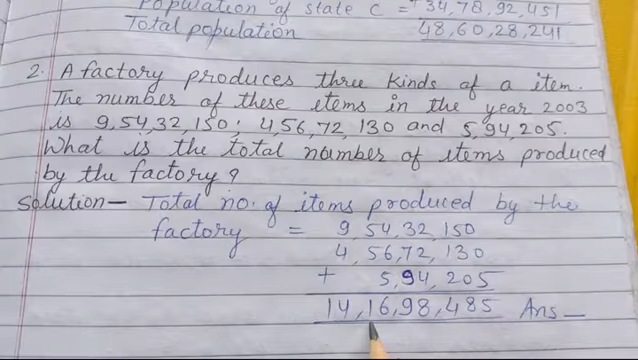 Population of state C = + 34,78,92,451
Total population 48,60,28,241
2. A factory produces three kinds of a item.
The number of these items in the year 2003
is 9,54,32,150; 4,56,72,130 and 5,94,205.
What is the total number of items produced
by the factory?
Solution- Total no. of items produced by the
factory = 9,54,32,150
4,56,72,130
+ 5,94,205
14,16,98,485 Ans-